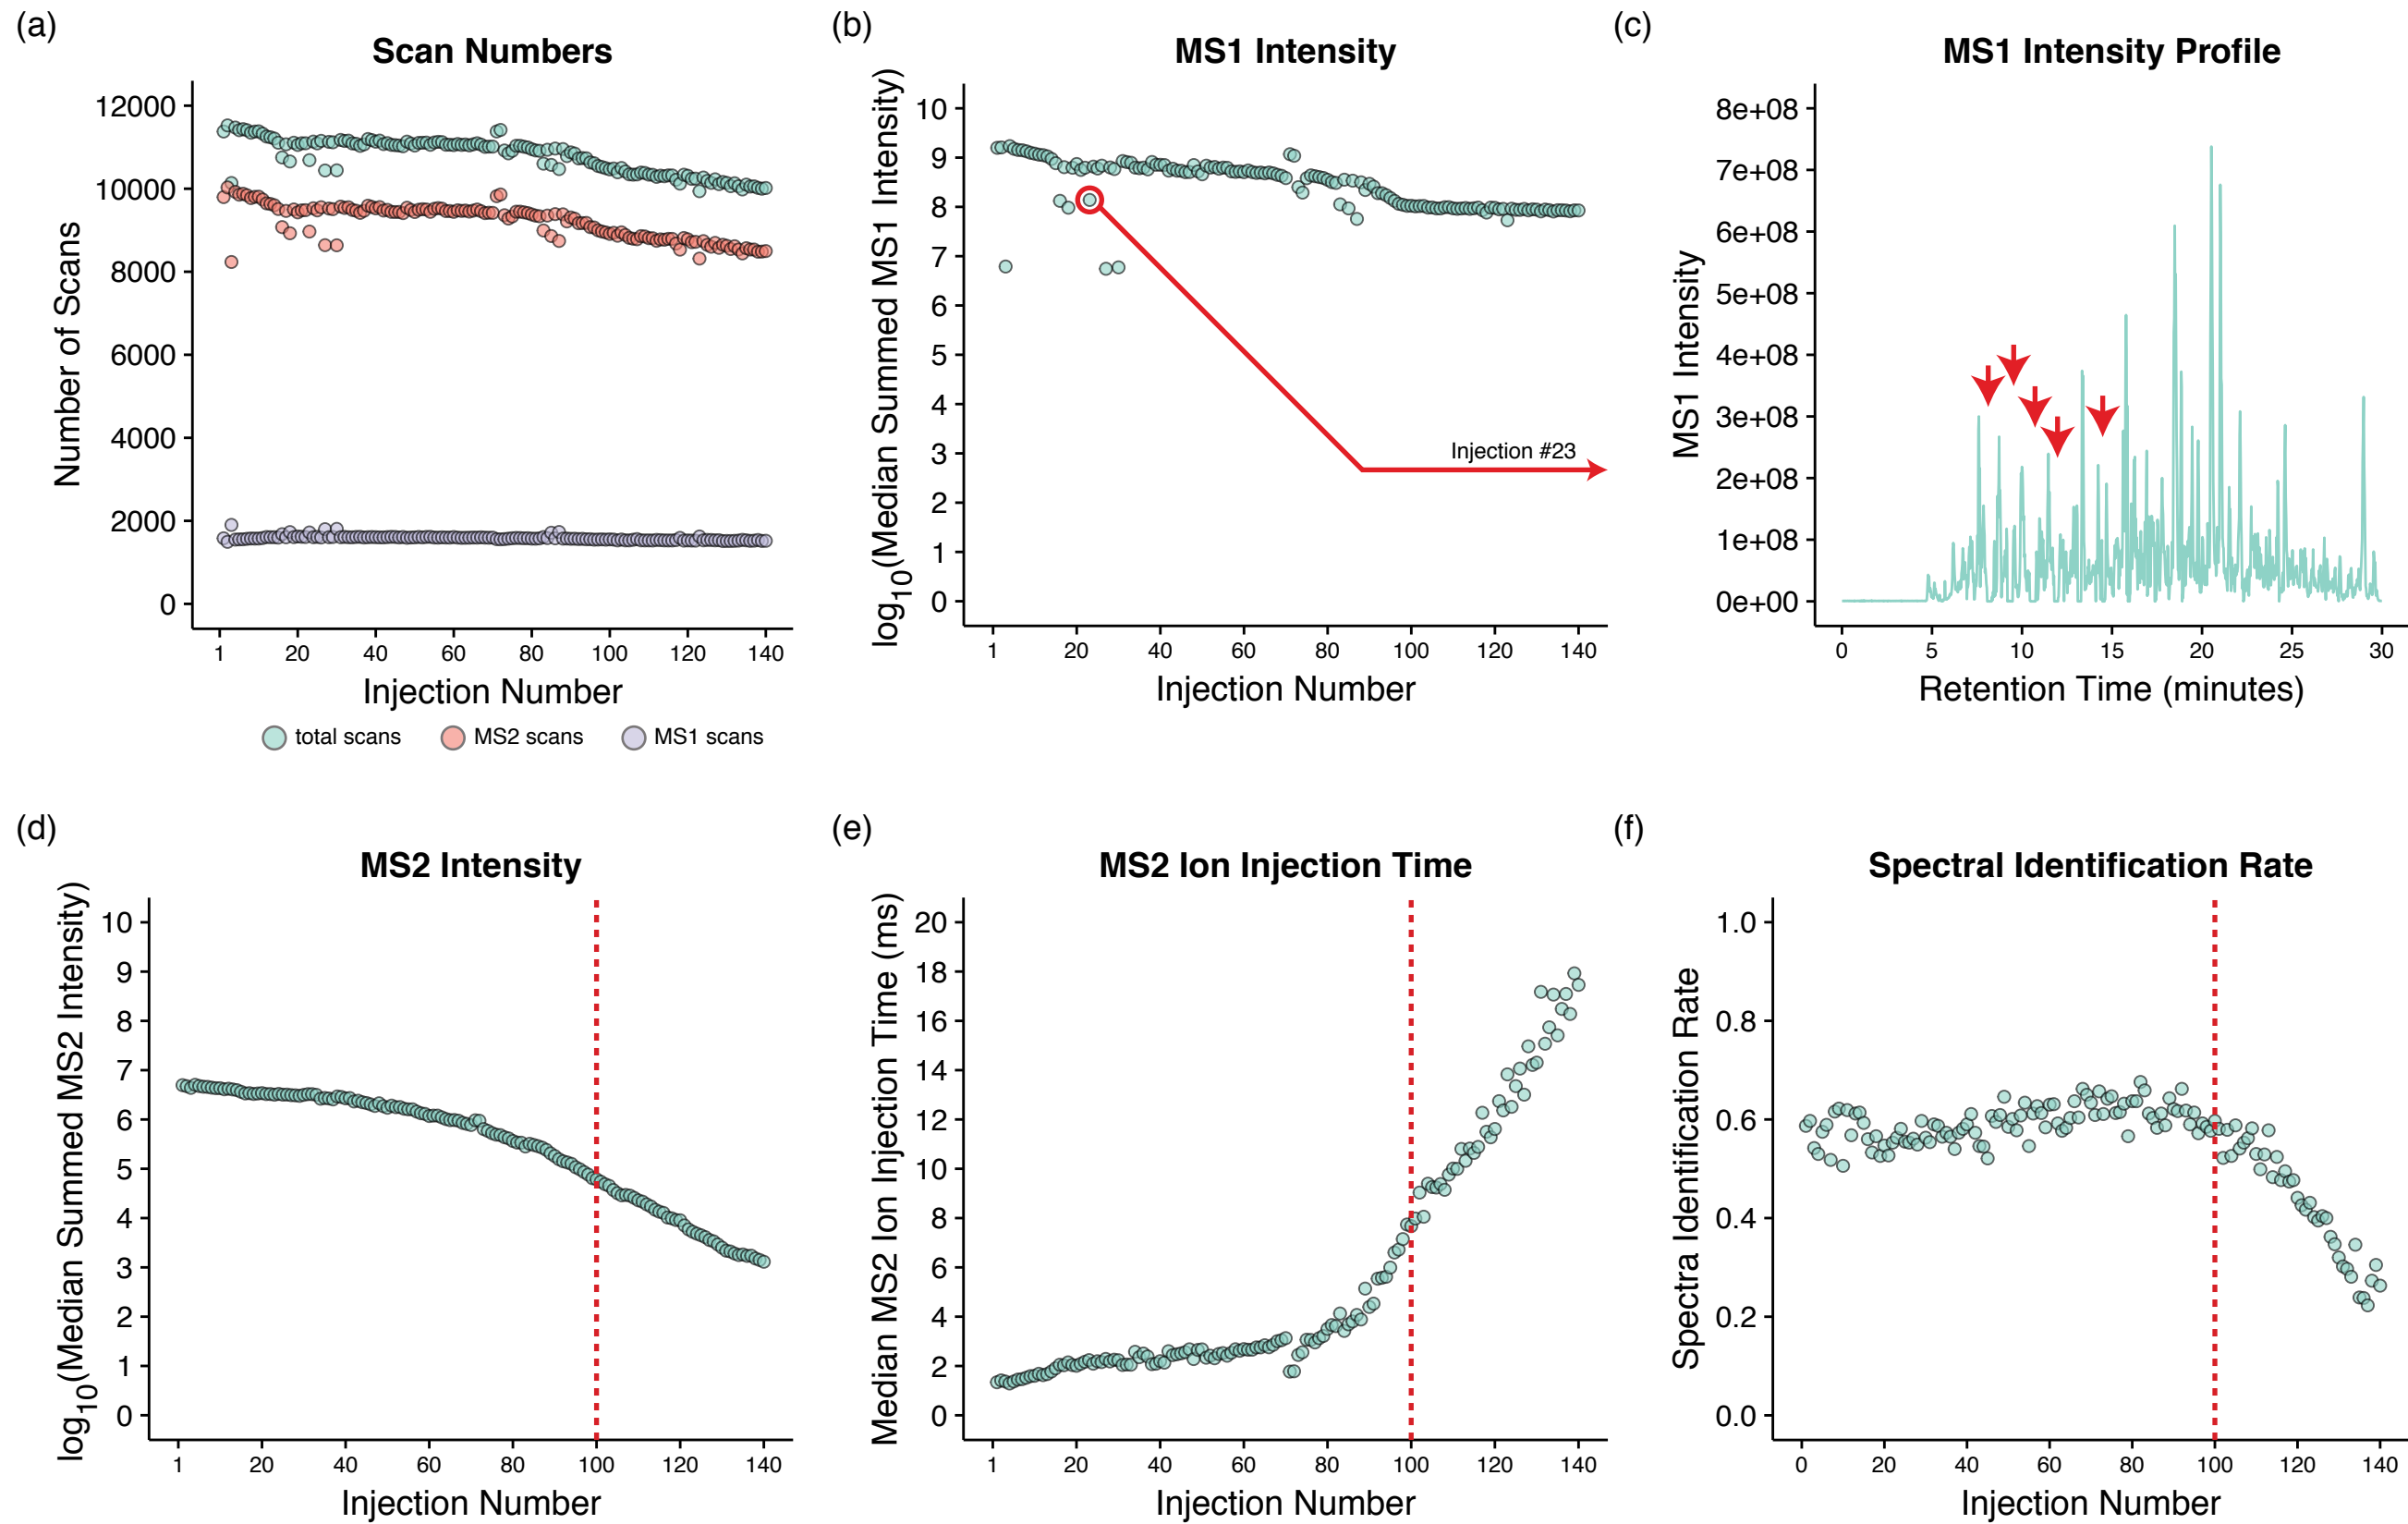 (a)
Scan Numbers
Number of Scans
12000
10000
8000
6000
4000
2000
0
1 20 40 60 80 100 120 140
Injection Number
total scans MS2 scans MS1 scans
(b)
MS1 Intensity
log10(Median Summed MS1 Intensity)
10
9
8
7
6
5
4
3
2
1
0
Injection #23
1 20 40 60 80 100 120 140
Injection Number
(c)
MS1 Intensity Profile
MS1 Intensity
8e+08
7e+08
6e+08
5e+08
4e+08
3e+08
2e+08
1e+08
0e+00
0 5 10 15 20 25 30
Retention Time (minutes)
(d)
MS2 Intensity
log10(Median Summed MS2 Intensity)
10
9
8
7
6
5
4
3
2
1
0
1 20 40 60 80 100 120 140
Injection Number
(e)
MS2 Ion Injection Time
Median MS2 Ion Injection Time (ms)
20
18
16
14
12
10
8
6
4
2
0
1 20 40 60 80 100 120 140
Injection Number
(f)
Spectral Identification Rate
Spectra Identification Rate
1.0
0.8
0.6
0.4
0.2
0.0
0 20 40 60 80 100 120 140
Injection Number